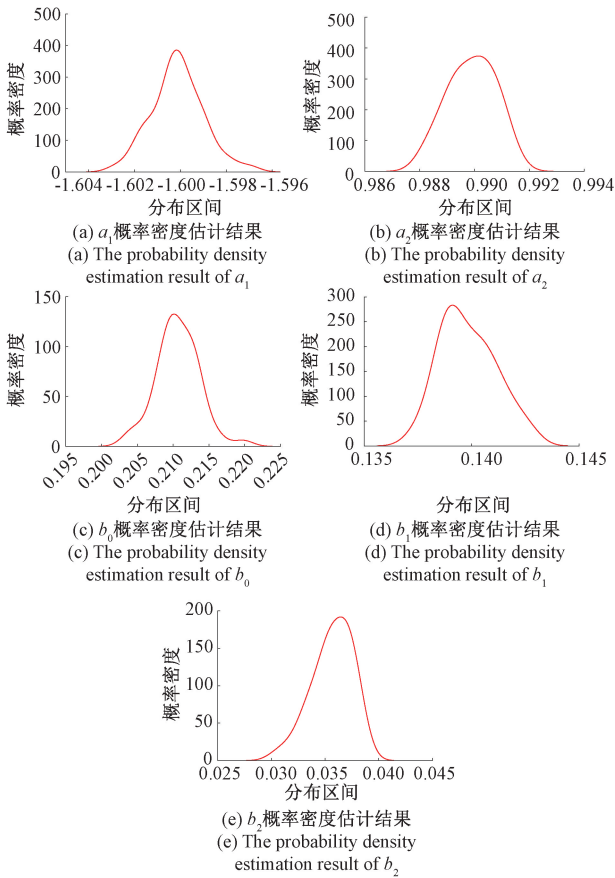 500
400
300
200
100
0
概率密度
-1.604 -1.602 -1.600 -1.598 -1.596
分布区间
(a) a₁概率密度估计结果
(a) The probability density
estimation result of a₁
500
400
300
200
100
0
概率密度
0.986 0.988 0.990 0.992 0.994
分布区间
(b) a₂概率密度估计结果
(b) The probability density
estimation result of a₂
150
100
50
0
概率密度
0.195 0.200 0.205 0.210 0.215 0.220 0.225
分布区间
(c) b₀概率密度估计结果
(c) The probability density
estimation result of b₀
300
250
200
150
100
50
0
概率密度
0.135 0.140 0.145
分布区间
(d) b₁概率密度估计结果
(d) The probability density
estimation result of b₁
200
150
100
50
0
概率密度
0.025 0.030 0.035 0.040 0.045
分布区间
(e) b₂概率密度估计结果
(e) The probability density
estimation result of b₂